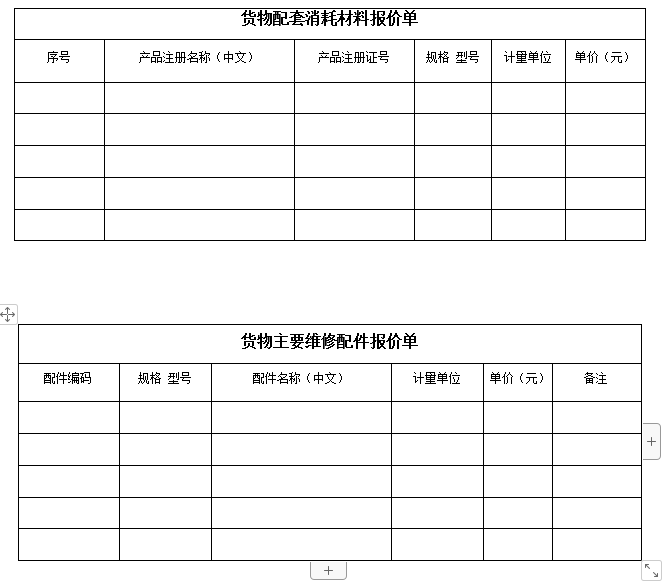 货物配套消耗材料报价单
序号 产品注册名称（中文） 产品注册证号 规格 型号 计量单位 单价（元）
货物主要维修配件报价单
配件编码 规格 型号 配件名称（中文） 计量单位 单价（元） 备注